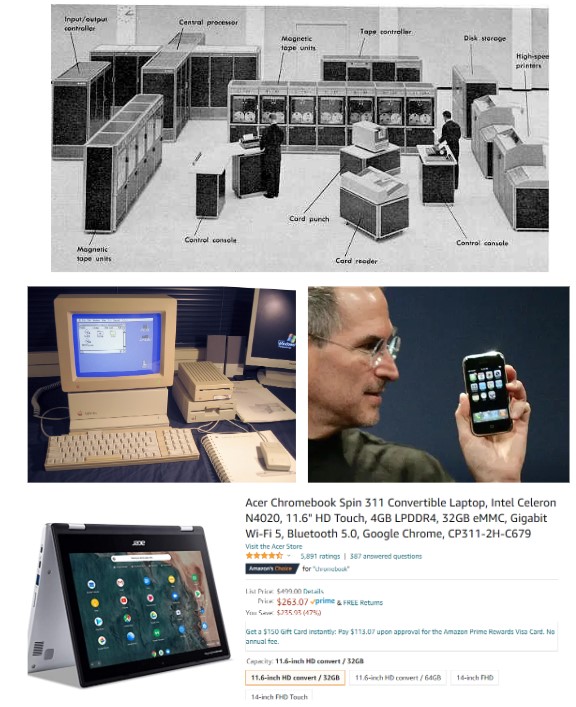 Input/output
controller
Central processor
Magnetic
tape units
Tape controller
Disk storage
High-spee
printers
Card punch
Control console
Card reader
Control console
Magnetic
tape units
acer
Acer Chromebook Spin 311 Convertible Laptop, Intel Celeron
N4020, 11.6" HD Touch, 4GB LPDDR4, 32GB eMMC, Gigabit
Wi-Fi 5, Bluetooth 5.0, Google Chrome, CP311-2H-C679
Visit the Acer Store
5,891 ratings | 387 answered questions
Amazon's Choice for "chromebook"
List Price: $499.00 Details
Price: $263.07 prime & FREE Returns
You Save: $235.93 (47%)
Get a $150 Gift Card instantly: Pay $113.07 upon approval for the Amazon Prime Rewards Visa Card. No
annual fee.
Capacity: 11.6-inch HD convert / 32GB
11.6-inch HD convert / 32GB
11.6-inch HD convert / 64GB
14-inch FHD
14-inch FHD Touch